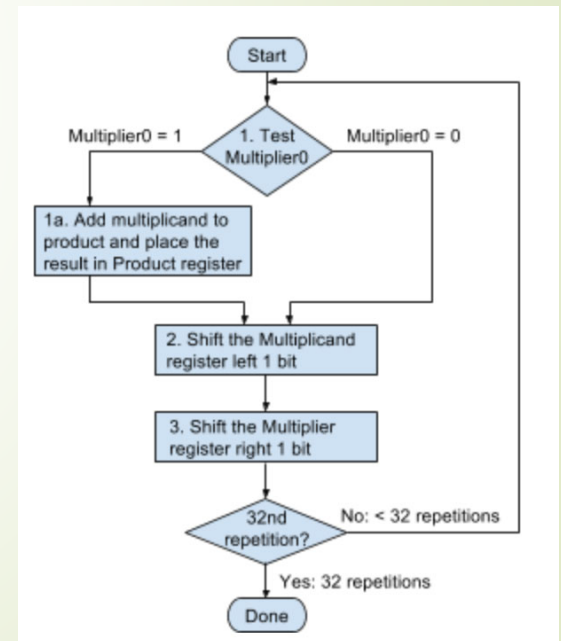 Start
Multiplier0 = 1
1. Test
Multiplier0
Multiplier0 = 0
1a. Add multiplicand to
product and place the
result in Product register
2. Shift the Multiplicand
register left 1 bit
3. Shift the Multiplier
register right 1 bit
32nd
repetition?
No: < 32 repetitions
Yes: 32 repetitions
Done